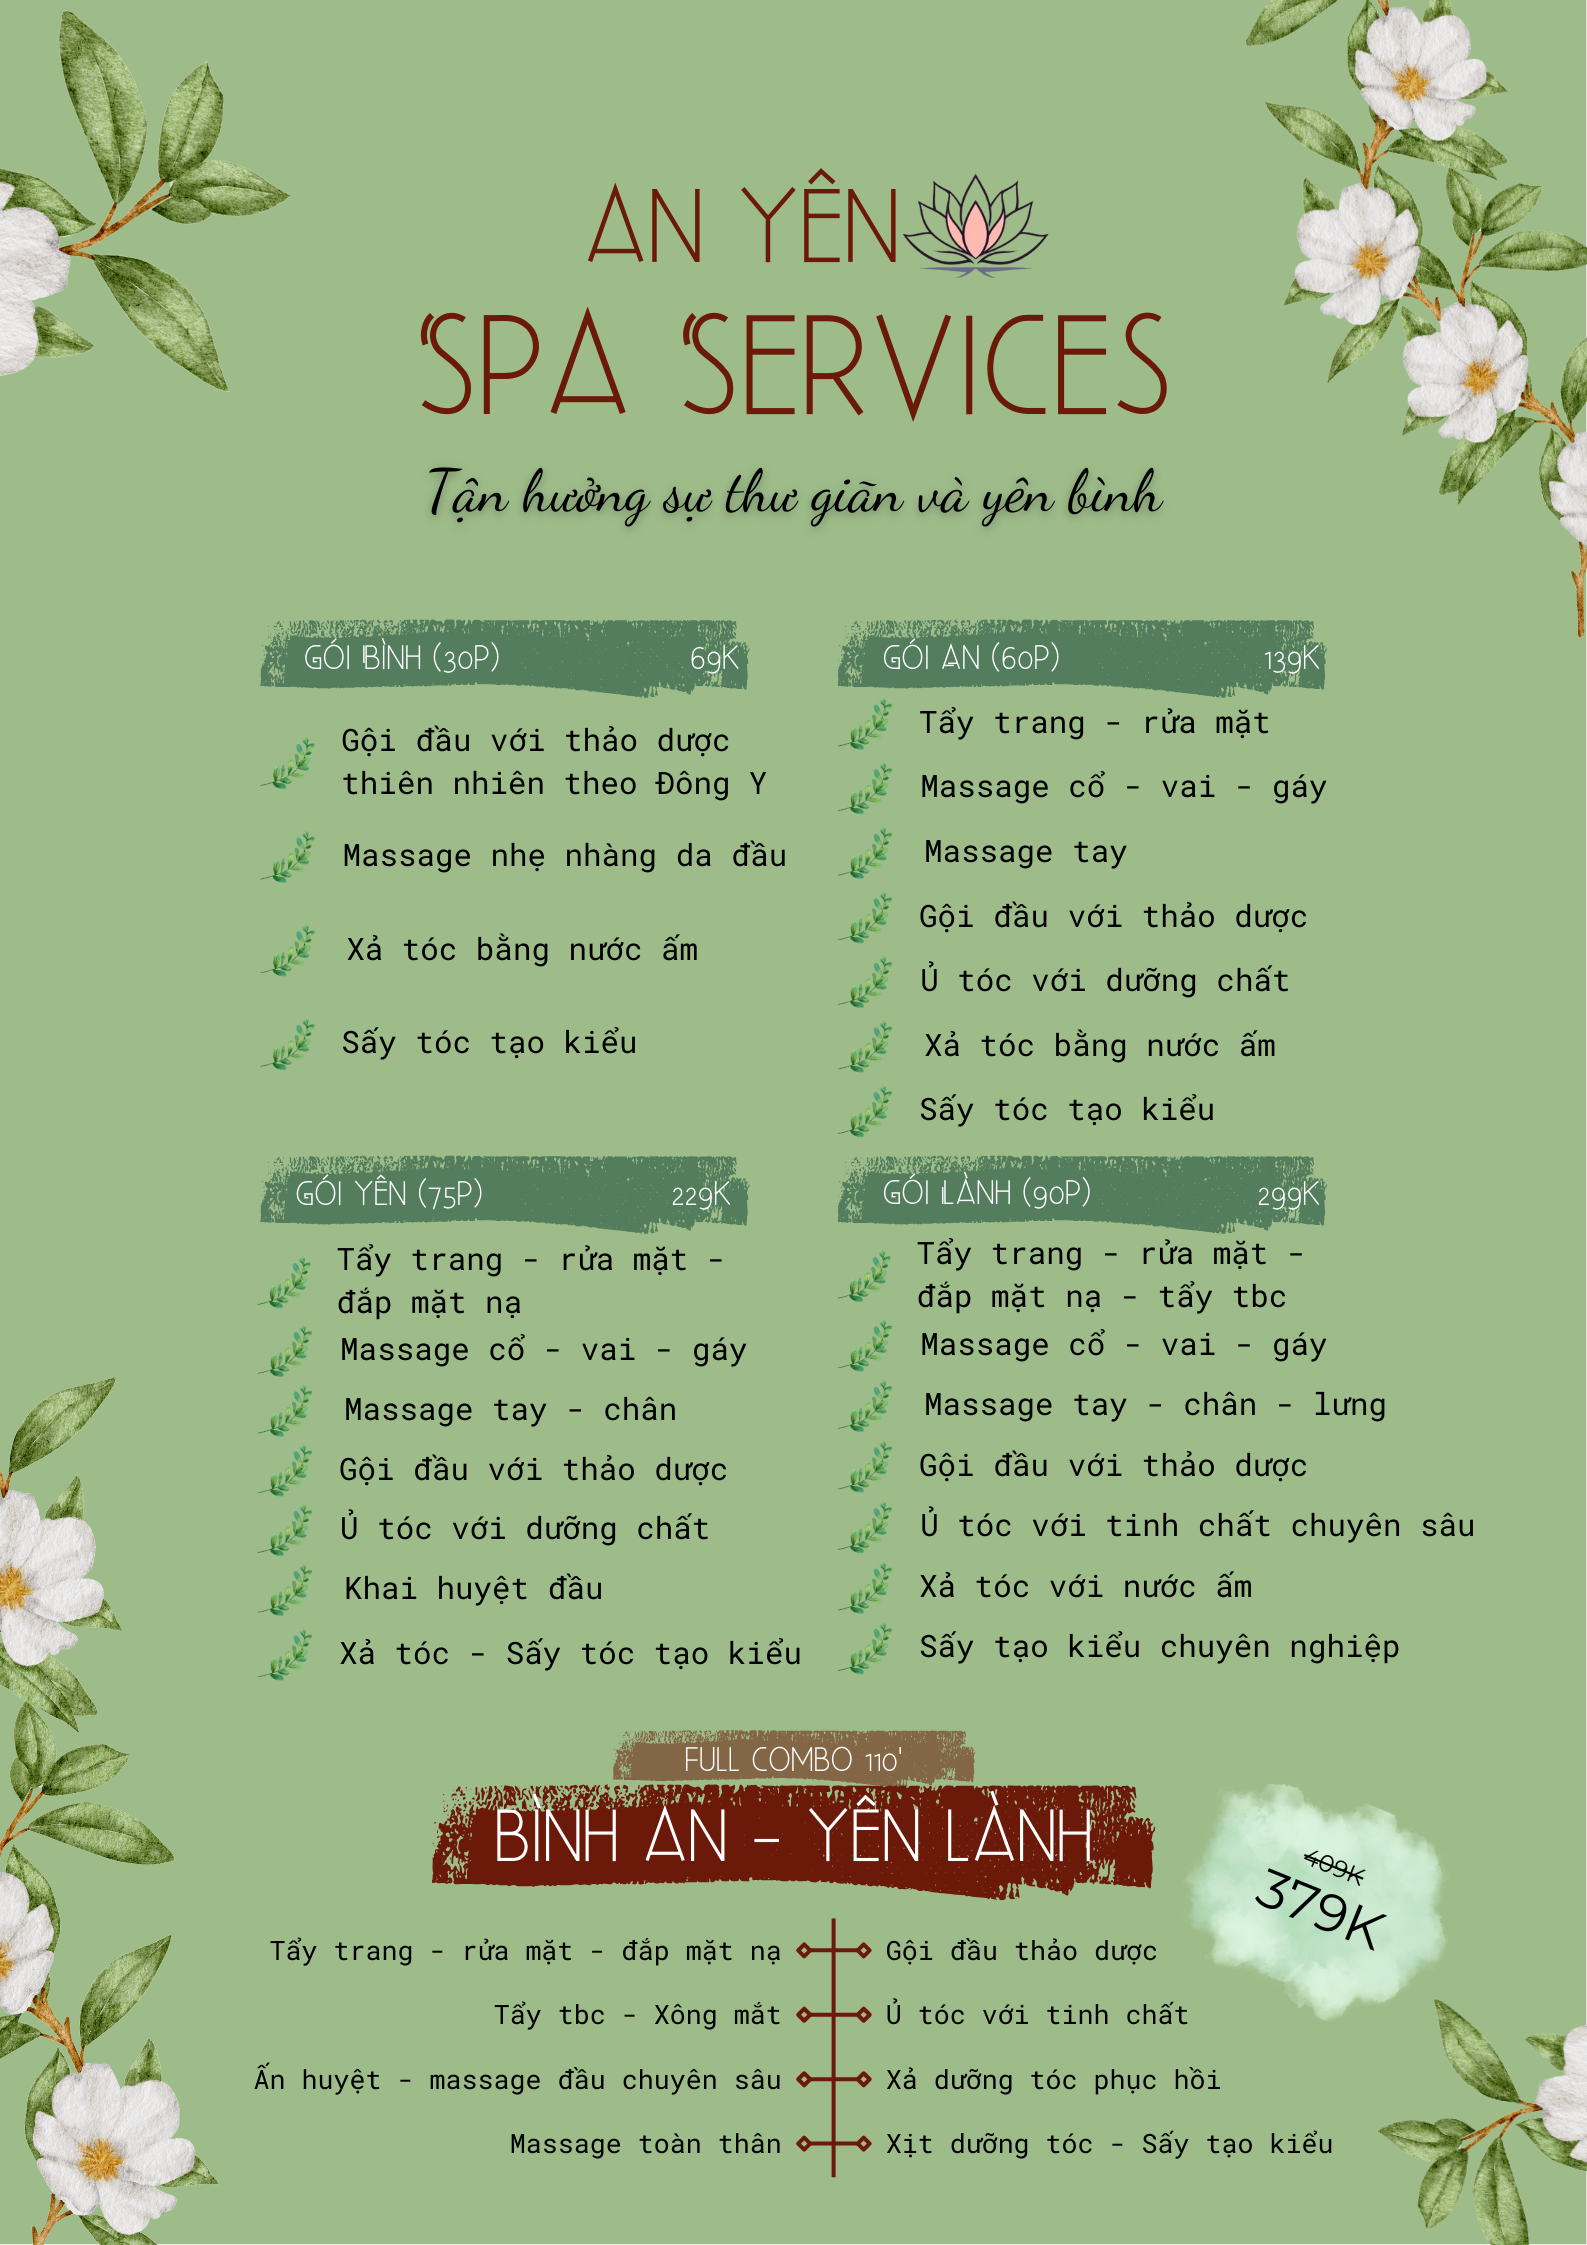 AN YÊN
SPA SERVICES
Tận hưởng sự thư giãn và yên bình
GÓI BÌNH (30P) 69K
Gội đầu với thảo dược
thiên nhiên theo Đông Y
Massage nhẹ nhàng da đầu
Xả tóc bằng nước ấm
Sấy tóc tạo kiểu
GÓI AN (60P) 139K
Tẩy trang - rửa mặt
Massage cổ - vai - gáy
Massage tay
Gội đầu với thảo dược
Ủ tóc với dưỡng chất
Xả tóc bằng nước ấm
Sấy tóc tạo kiểu
GÓI YÊN (75P) 229K
Tẩy trang - rửa mặt -
đắp mặt nạ
Massage cổ - vai - gáy
Massage tay - chân
Gội đầu với thảo dược
Ủ tóc với dưỡng chất
Khai huyệt đầu
Xả tóc - Sấy tóc tạo kiểu
GÓI LÀNH (90P) 299K
Tẩy trang - rửa mặt -
đắp mặt nạ - tẩy tbc
Massage cổ - vai - gáy
Massage tay - chân - lưng
Gội đầu với thảo dược
Ủ tóc với tinh chất chuyên sâu
Xả tóc với nước ấm
Sấy tạo kiểu chuyên nghiệp
FULL COMBO 110'
BÌNH AN - YÊN LÀNH
409K
379K
Tẩy trang - rửa mặt - đắp mặt nạ
Tẩy tbc - Xông mắt
Ấn huyệt - massage đầu chuyên sâu
Massage toàn thân
Gội đầu thảo dược
Ủ tóc với tinh chất
Xả dưỡng tóc phục hồi
Xịt dưỡng tóc - Sấy tạo kiểu